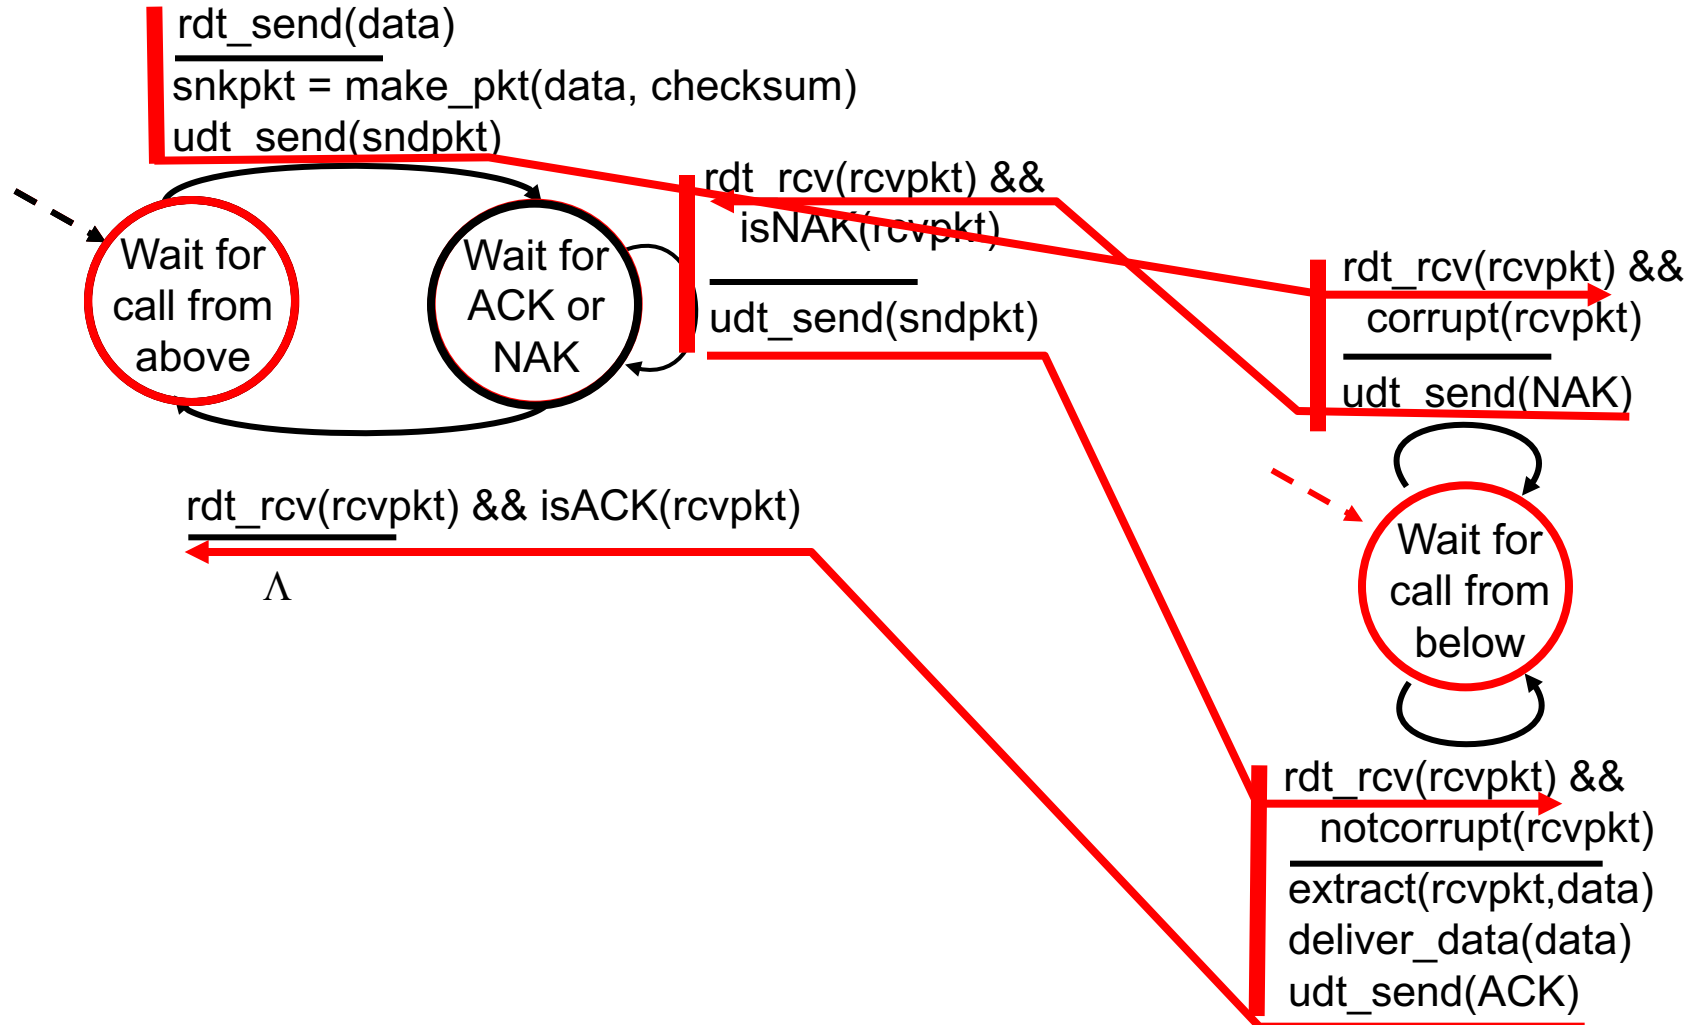 rdt_send(data)
snkpkt = make_pkt(data, checksum)
udt_send(sndpkt)
rdt_rcv(rcvpkt) &&
isNAK(rcvpkt)
udt_send(sndpkt)
Wait for
call from
above
Wait for
ACK or
NAK
rdt_rcv(rcvpkt) &&
corrupt(rcvpkt)
udt_send(NAK)
rdt_rcv(rcvpkt) && isACK(rcvpkt)
Λ
Wait for
call from
below
rdt_rcv(rcvpkt) &&
notcorrupt(rcvpkt)
extract(rcvpkt,data)
deliver_data(data)
udt_send(ACK)